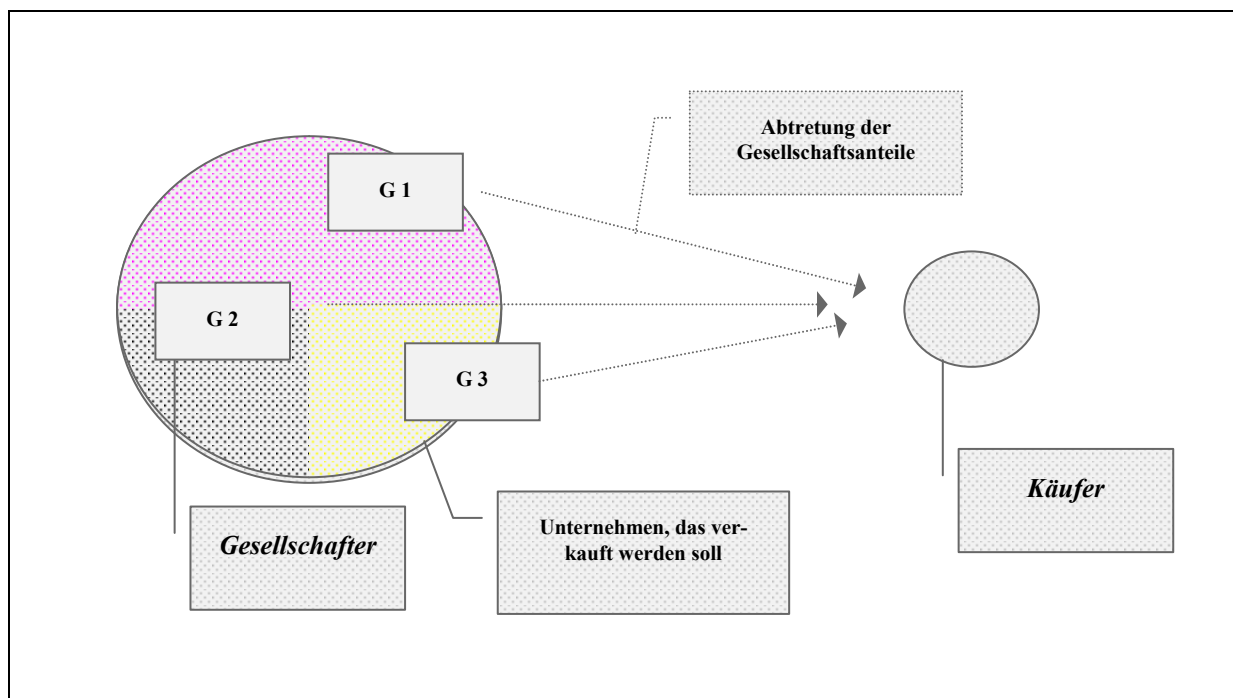 Abtretung der
Gesellschaftsanteile
G 1
G 2
G 3
Käufer
Unternehmen, das ver-
kauft werden soll
Gesellschafter